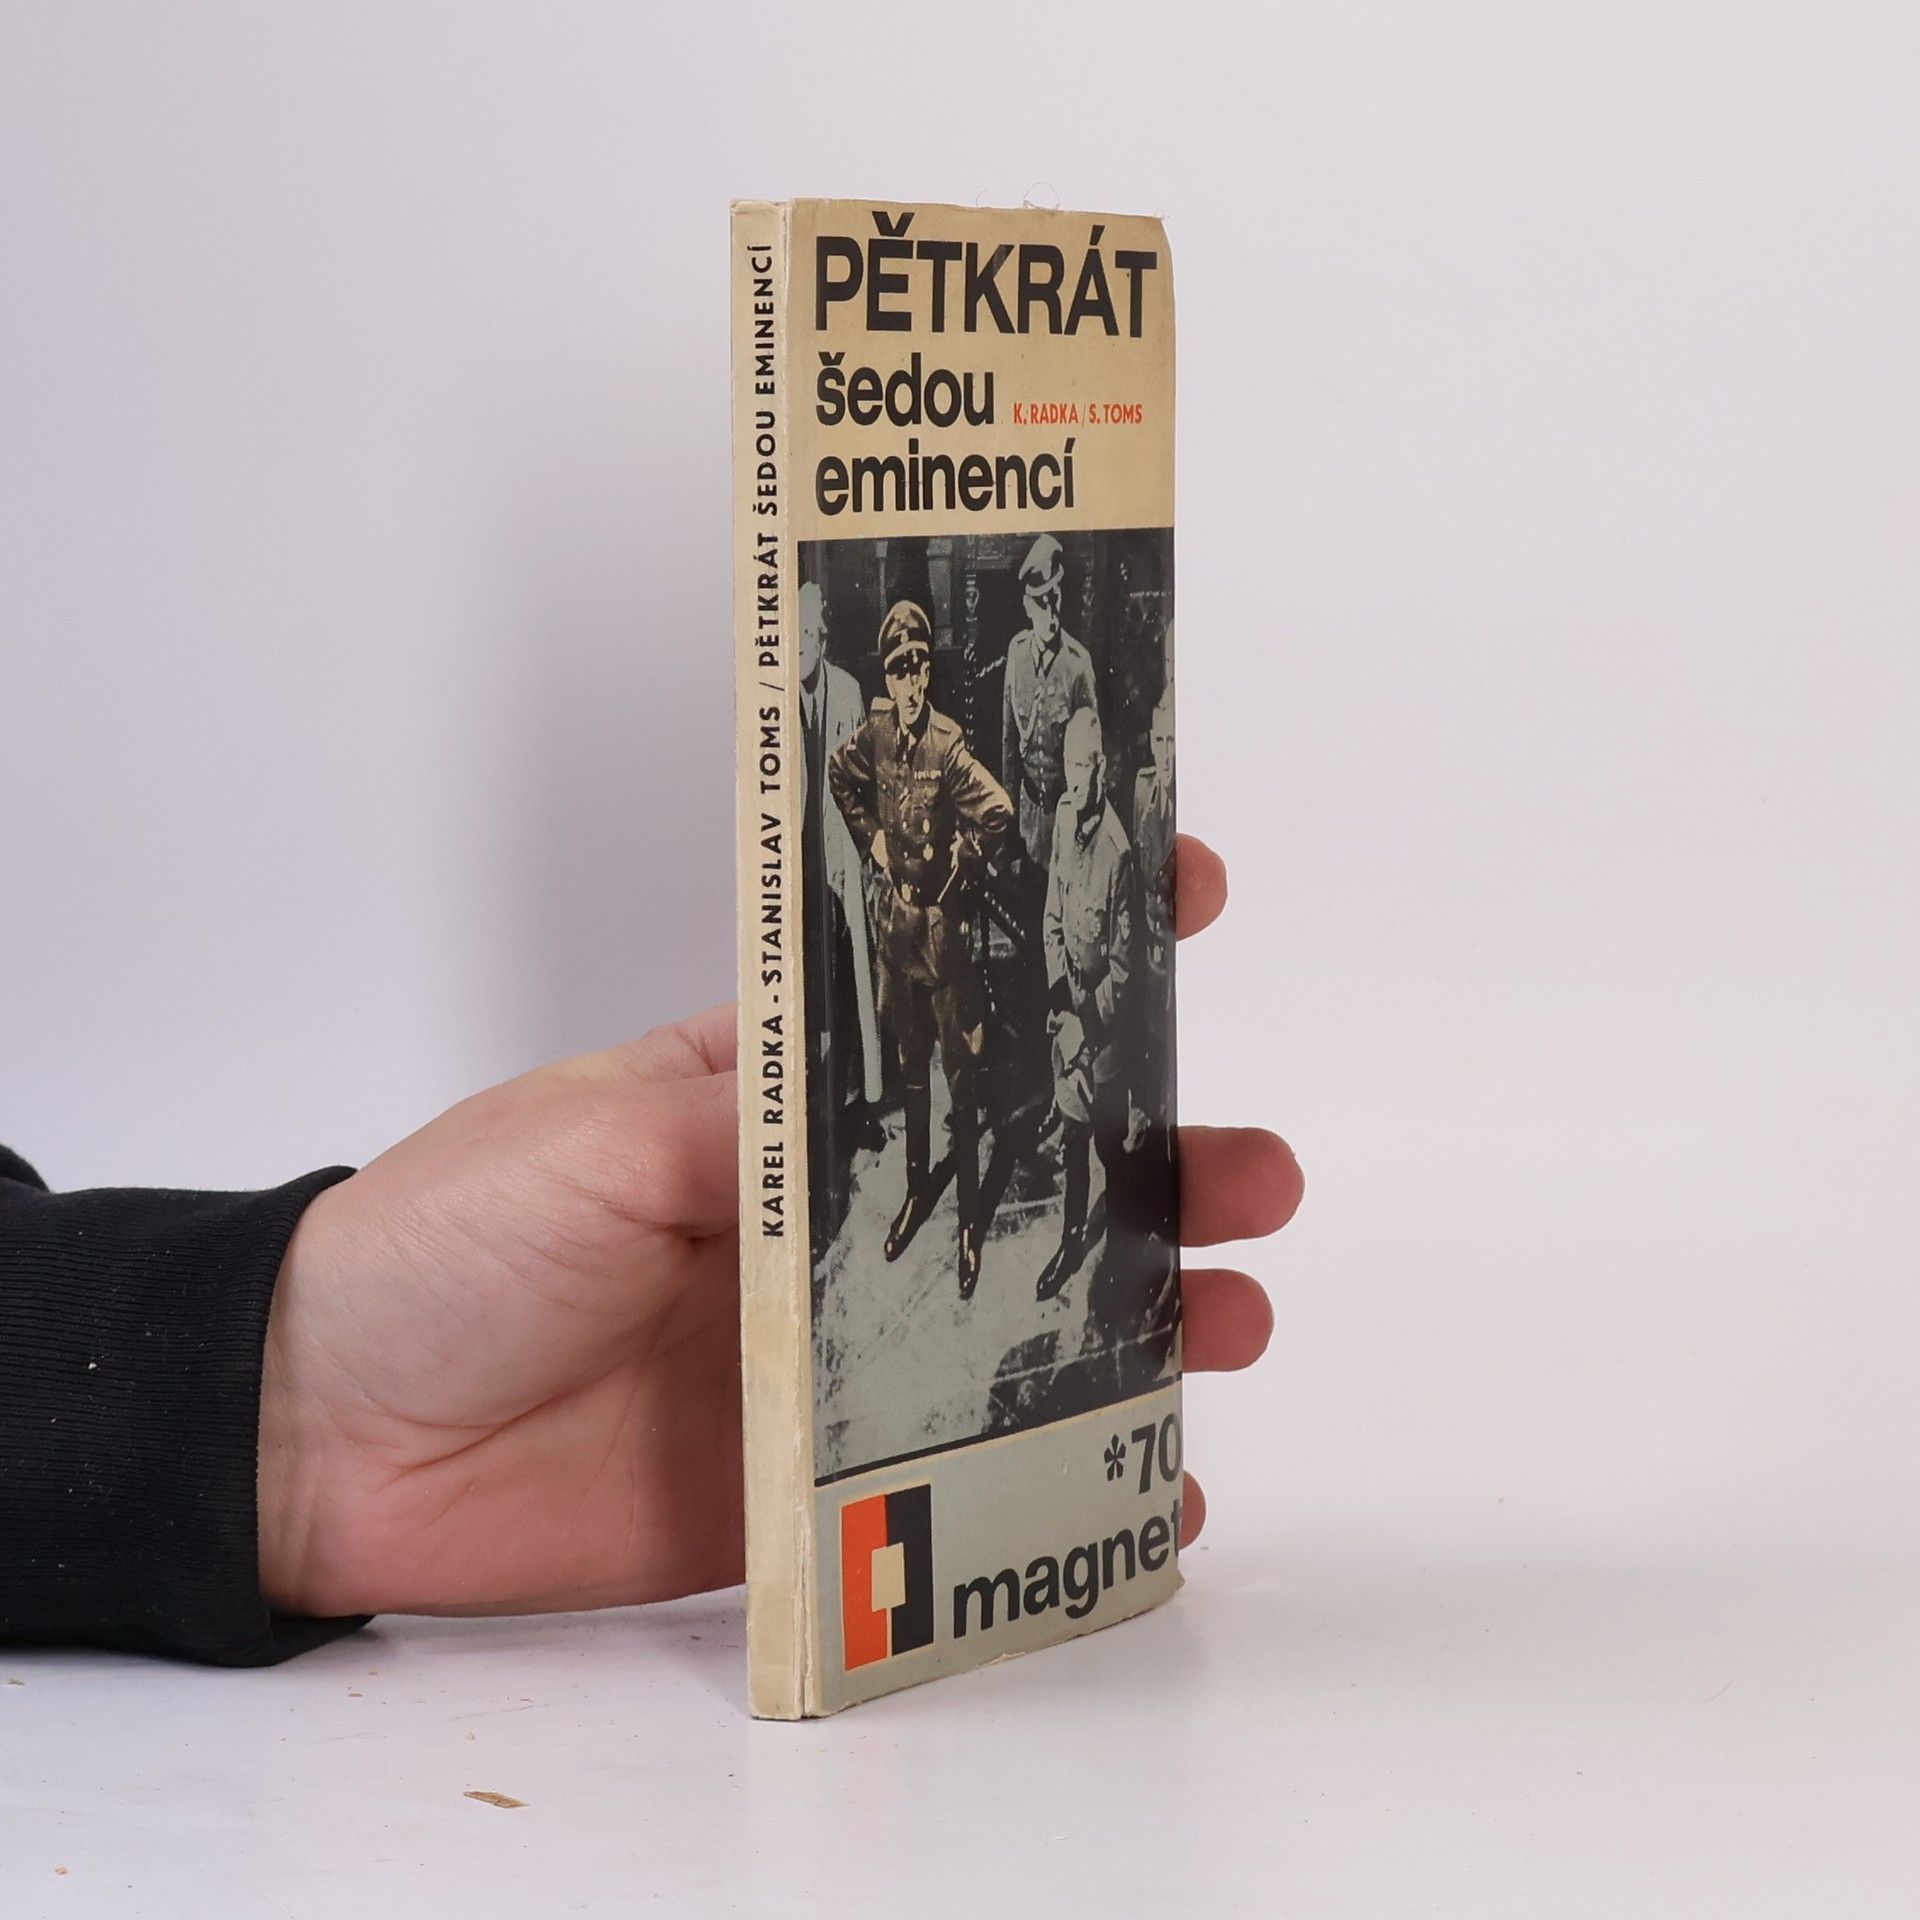 KAREL RADKA . STANISLAV TOMS / PĚTKRÁT ŠEDOU EMINENCÍ
PĚTKRÁT
šedou
K. RADKA / S. TOMS
eminencí
*70
magnet